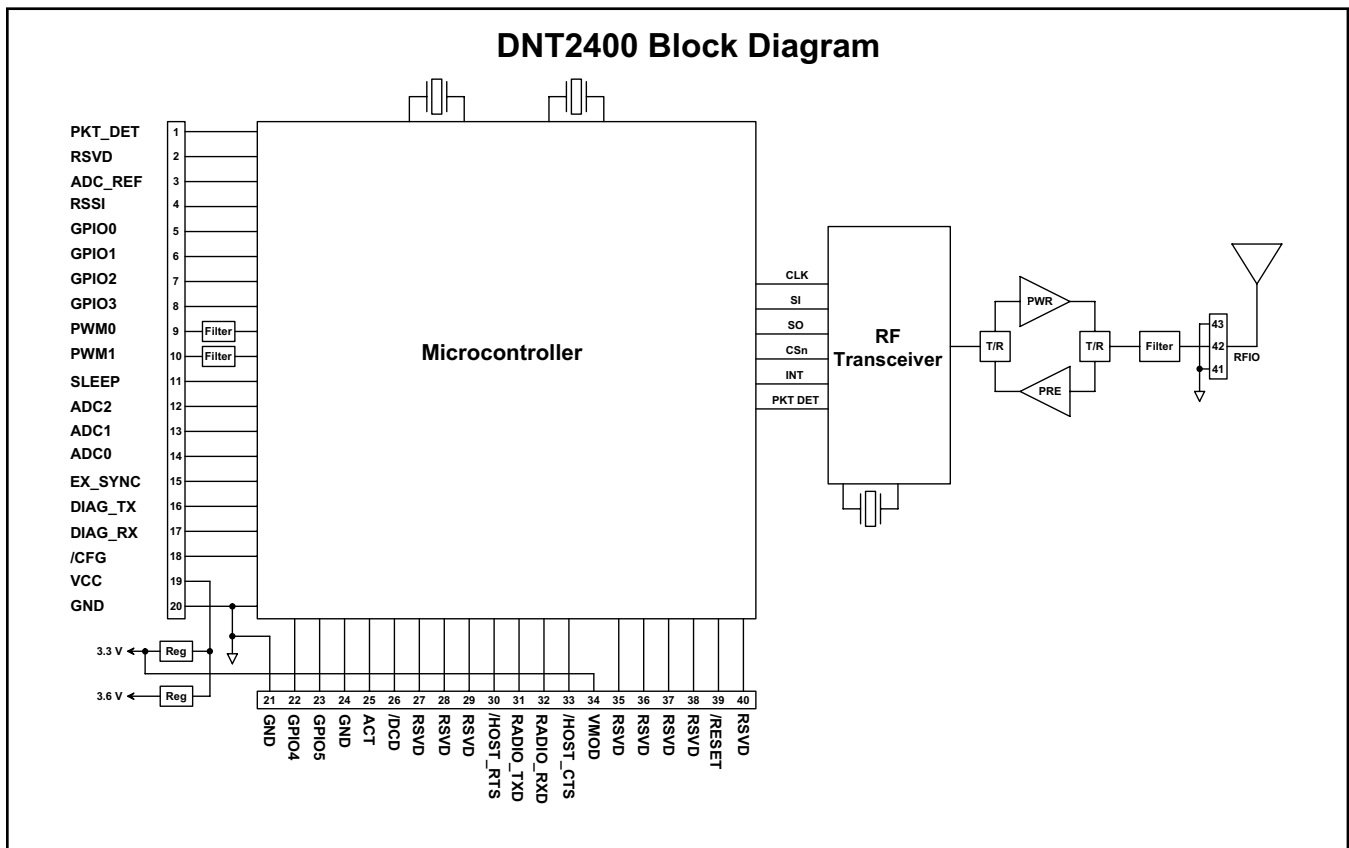 DNT2400 Block Diagram
PKT_DET 1
RSVD 2
ADC_REF 3
RSSI 4
GPIO0 5
GPIO1 6
GPIO2 7
GPIO3 8
PWM0 9 Filter
PWM1 10 Filter
SLEEP 11
ADC2 12
ADC1 13
ADC0 14
EX_SYNC 15
DIAG_TX 16
DIAG_RX 17
/CFG 18
VCC 19
GND 20
Microcontroller
CLK
SI
SO
CSn
INT
PKT DET
RF
Transceiver
T/R
PWR
PRE
T/R
Filter
43
42
41
RFIO
3.3 V Reg
3.6 V Reg
21 GND
22 GPIO4
23 GPIO5
24 GND
25 ACT
26 /DCD
27 RSVD
28 RSVD
29 RSVD
30 /HOST_RTS
31 RADIO_TXD
32 RADIO_RXD
33 /HOST_CTS
34 VMOD
35 RSVD
36 RSVD
37 RSVD
38 RSVD
39 /RESET
40 RSVD